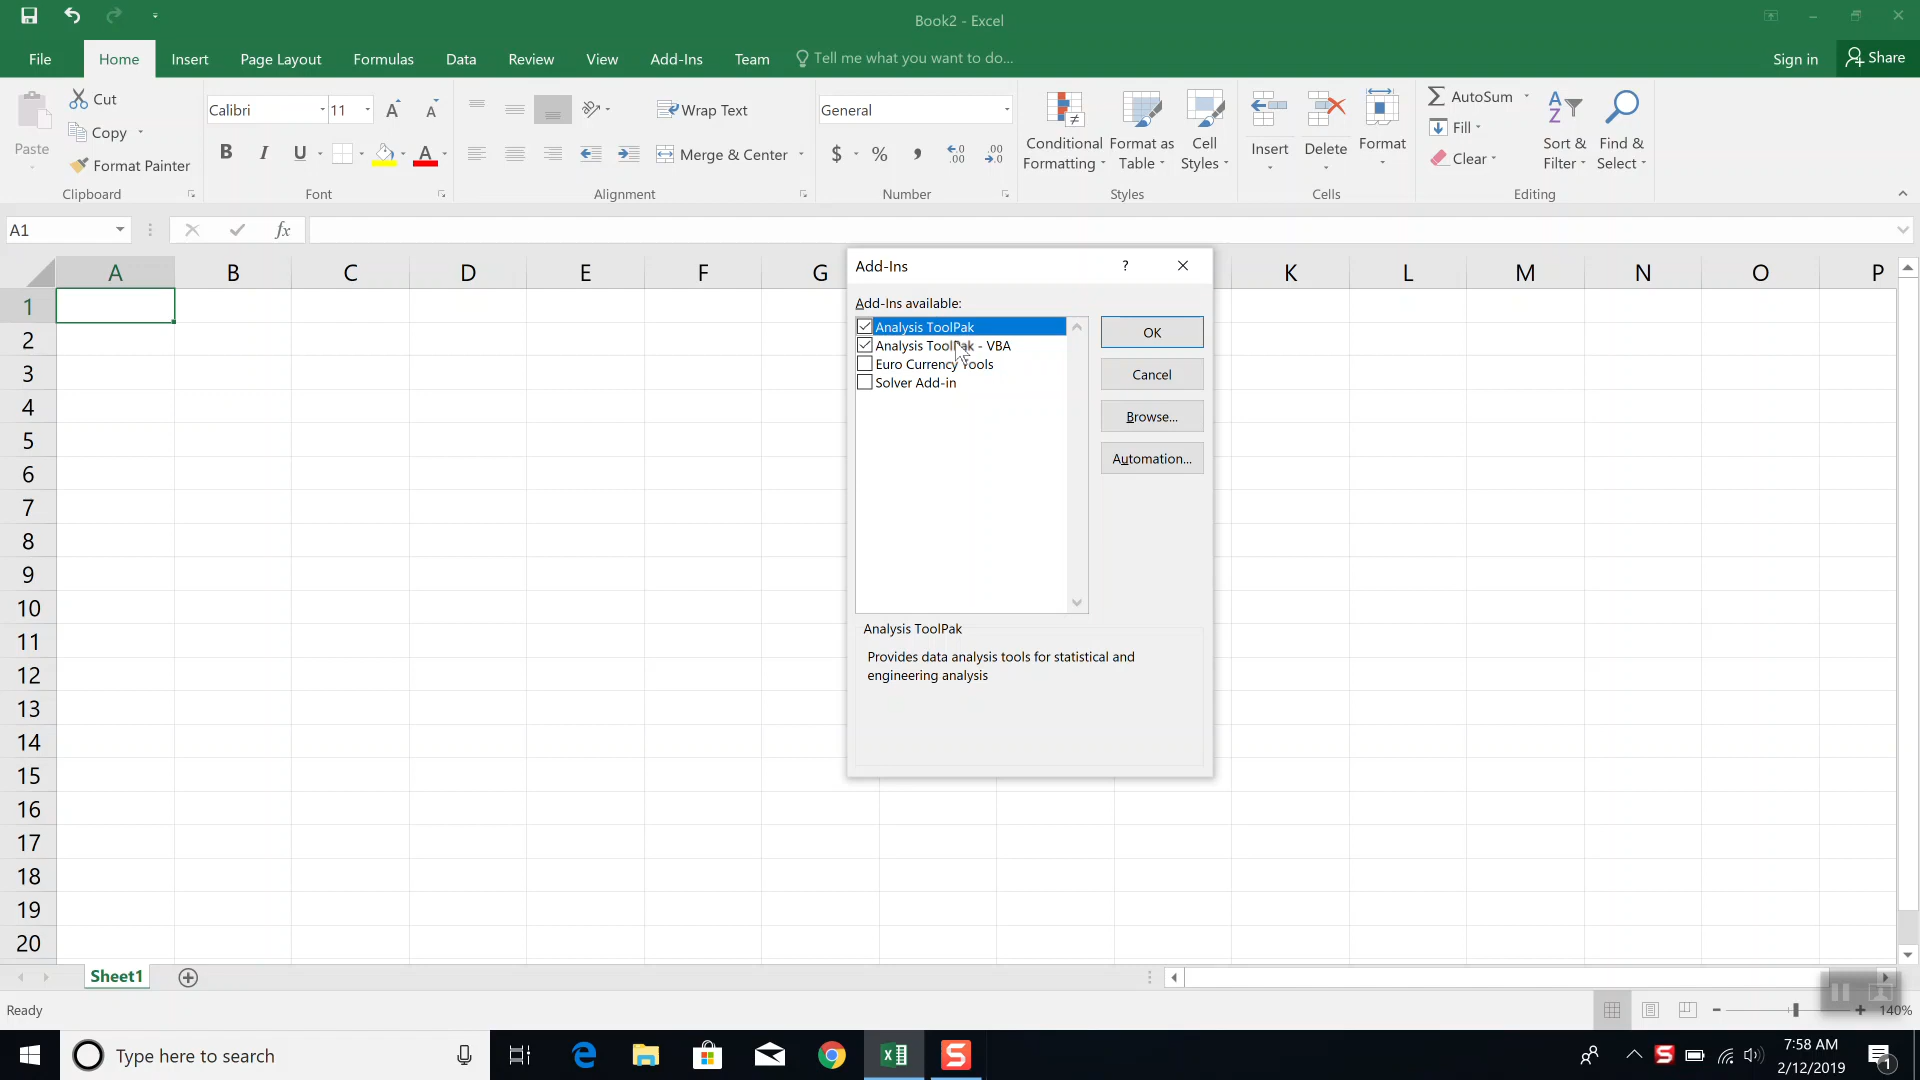 Book2 - Excel
File Home Insert Page Layout Formulas Data Review View Add-Ins Team Tell me what you want to do... Sign in Share
Paste Cut Copy Format Painter Clipboard
Calibri 11 B I U A Font
Wrap Text Merge & Center Alignment
General $ % , .00 .0 Number
Conditional Formatting Format as Table Cell Styles Styles
Insert Delete Format Cells
AutoSum Fill Clear Sort & Filter Find & Select Editing
A1 fx
A B C D E F G K L M N O P
1
2
3
4
5
6
7
8
9
10
11
12
13
14
15
16
17
18
19
20
Add-Ins ?
Add-Ins available:
Analysis ToolPak
Analysis ToolPak - VBA
Euro Currency Tools
Solver Add-in
OK
Cancel
Browse...
Automation...
Analysis ToolPak
Provides data analysis tools for statistical and
engineering analysis
Sheet1
Ready 140%
Type here to search
7:58 AM
2/12/2019
1